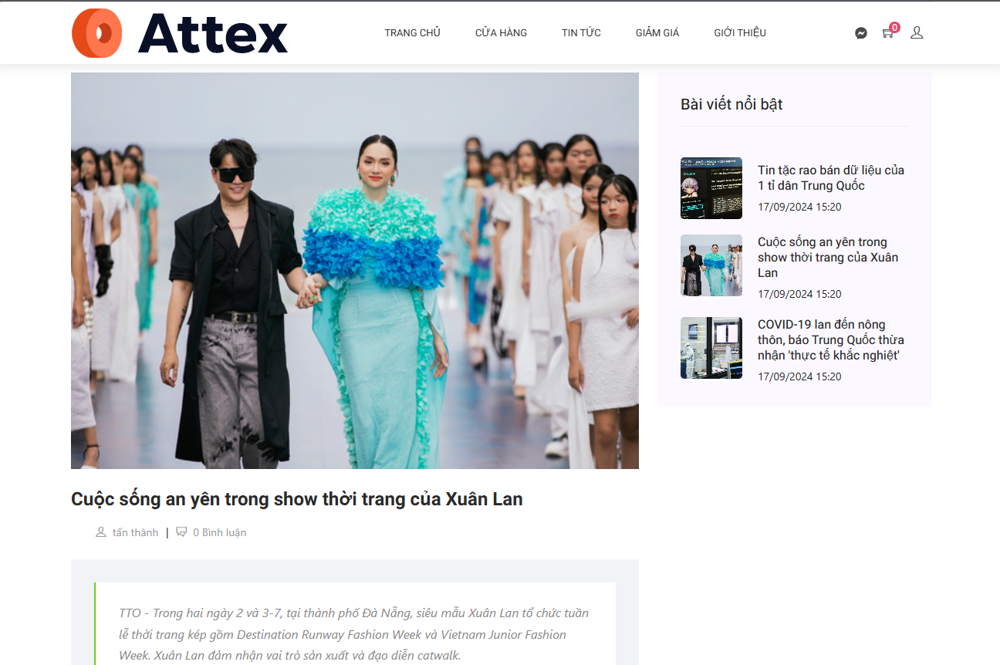 Attex
TRANG CHỦ
CỬA HÀNG
TIN TỨC
GIẢM GIÁ
GIỚI THIỆU
0
Cuộc sống an yên trong show thời trang của Xuân Lan
tấn thành | 0 Bình luận
TTO - Trong hai ngày 2 và 3-7, tại thành phố Đà Nẵng, siêu mẫu Xuân Lan tổ chức tuần
lễ thời trang kép gồm Destination Runway Fashion Week và Vietnam Junior Fashion
Week. Xuân Lan đảm nhận vai trò sản xuất và đạo diễn catwalk.
Bài viết nổi bật
Tin tặc rao bán dữ liệu của
1 tỉ dân Trung Quốc
17/09/2024 15:20
Cuộc sống an yên trong
show thời trang của Xuân
Lan
17/09/2024 15:20
COVID-19 lan đến nông
thôn, báo Trung Quốc thừa
nhận 'thực tế khắc nghiệt'
17/09/2024 15:20